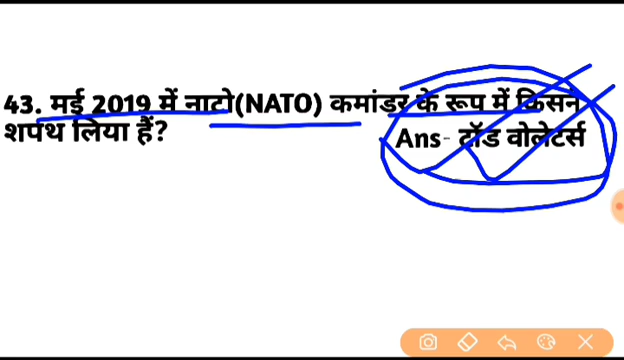 43. मई 2019 में नाटो(NATO) कमांडर के रूप में किसने
शपथ लिया हैं?
Ans- टॉड वोलेटर्स